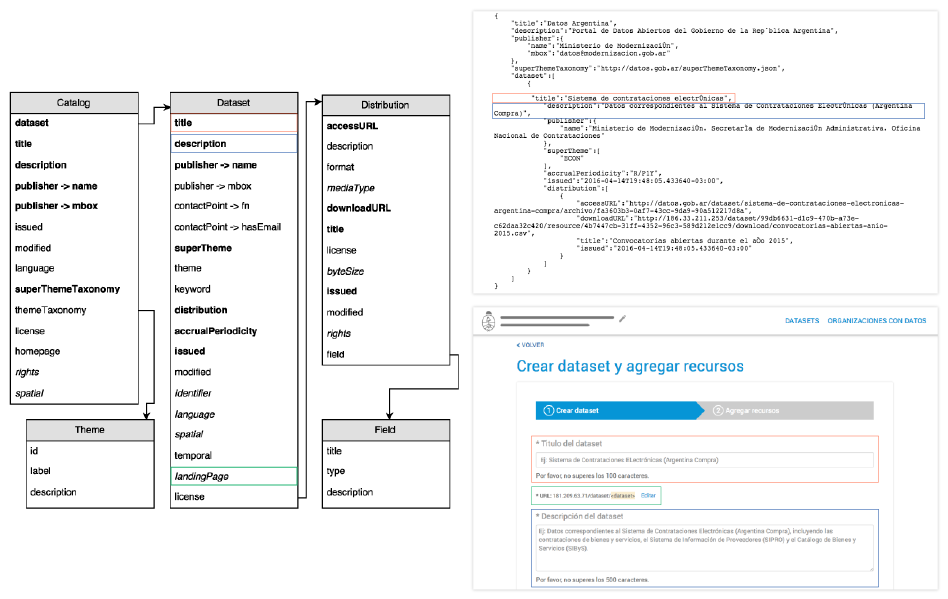 Catalog
dataset
title
description
publisher -> name
publisher -> mbox
issued
modified
language
superThemeTaxonomy
themeTaxonomy
license
homepage
rights
spatial
Theme
id
label
description
Dataset
title
description
publisher -> name
publisher -> mbox
contactPoint -> fn
contactPoint -> hasEmail
superTheme
theme
keyword
distribution
accrualPeriodicity
issued
modified
identifier
language
spatial
temporal
landingPage
license
Distribution
accessURL
description
format
mediaType
downloadURL
title
license
byteSize
issued
modified
rights
field
Field
title
type
description
{
"title":"Datos Argentina",
"description":"Portal de Datos Abiertos del Gobierno de la Rep´blica Argentina",
"publisher":{
"name":"Ministerio de ModernizaciÛn",
"mbox":"datos@modernizacion.gob.ar"
},
"superThemeTaxonomy":"http://datos.gob.ar/superThemeTaxonomy.json",
"dataset":[
{
"title":"Sistema de contrataciones electrÛnicas",
"description":"Datos correspondientes al Sistema de Contrataciones ElectrÛnicas (Argentina
Compra)",
"publisher":{
"name":"Ministerio de ModernizaciÛn. SecretarÌa de ModernizaciÛn Administrativa. Oficina
Nacional de Contrataciones"
},
"superTheme":[
"ECON"
],
"accrualPeriodicity":"R/P1Y",
"issued":"2016-04-14T19:48:05.433640-03:00",
"distribution":[
{
"accessURL":"http://datos.gob.ar/dataset/sistema-de-contrataciones-electronicas-
argentina-compra/archivo/fa3603b3-0af7-43cc-9da9-90a512217d8a",
"downloadURL":"http://186.33.211.253/dataset/99db6631-d1c9-470b-a73e-
c62daa32c420/resource/4b7447cb-31ff-4352-96c3-589d212e1cc9/download/convocatorias-abiertas-anio-
2015.csv",
"title":"Convocatorias abiertas durante el aÒo 2015",
"issued":"2016-04-14T19:48:05.433640-03:00"
}
]
}
]
}
DATASETS ORGANIZACIONES CON DATOS
< VOLVER
Crear dataset y agregar recursos
1 Crear dataset
2 Agregar recursos
* Título del dataset
Ej: Sistema de Contrataciones ELectrónicas (Argentina Compra)
Por favor, no superes los 100 caracteres.
* URL: 181.209.63.71/dataset/<dataset> Editar
* Descripción del dataset
Ej: Datos correspondientes al Sistema de Contrataciones Electrónicas (Argentina Compra), incluyendo las
contrataciones de bienes y servicios, el Sistema de Información de Proveedores (SIPRO) y el Catálogo de Bienes y
Servicios (SIByS).
Por favor, no superes los 500 caracteres.